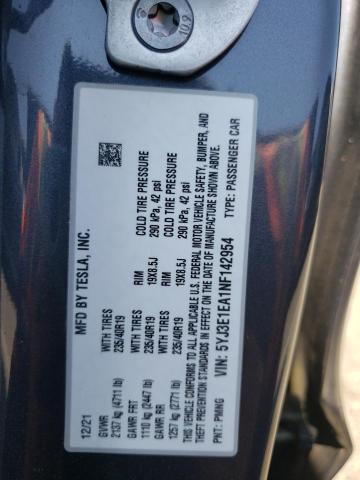 10.9
MFD BY TESLA, INC.
12/21
GVWR
2137 kg (4711 lb)
GAWR FRT WITH TIRES RIM COLD TIRE PRESSURE
1110 kg (2447 lb) 235/40R19 19X8.5J 290 kPa, 42 psi
GAWR RR WITH TIRES RIM COLD TIRE PRESSURE
1257 kg (2771 lb) 235/40R19 19X8.5J 290 kPa, 42 psi
THIS VEHICLE CONFORMS TO ALL APPLICABLE U.S. FEDERAL MOTOR VEHICLE SAFETY, BUMPER, AND
THEFT PREVENTION STANDARDS IN EFFECT ON THE DATE OF MANUFACTURE SHOWN ABOVE.
PNT: PMNG VIN: 5YJ3E1EA1NF142954 TYPE: PASSENGER CAR